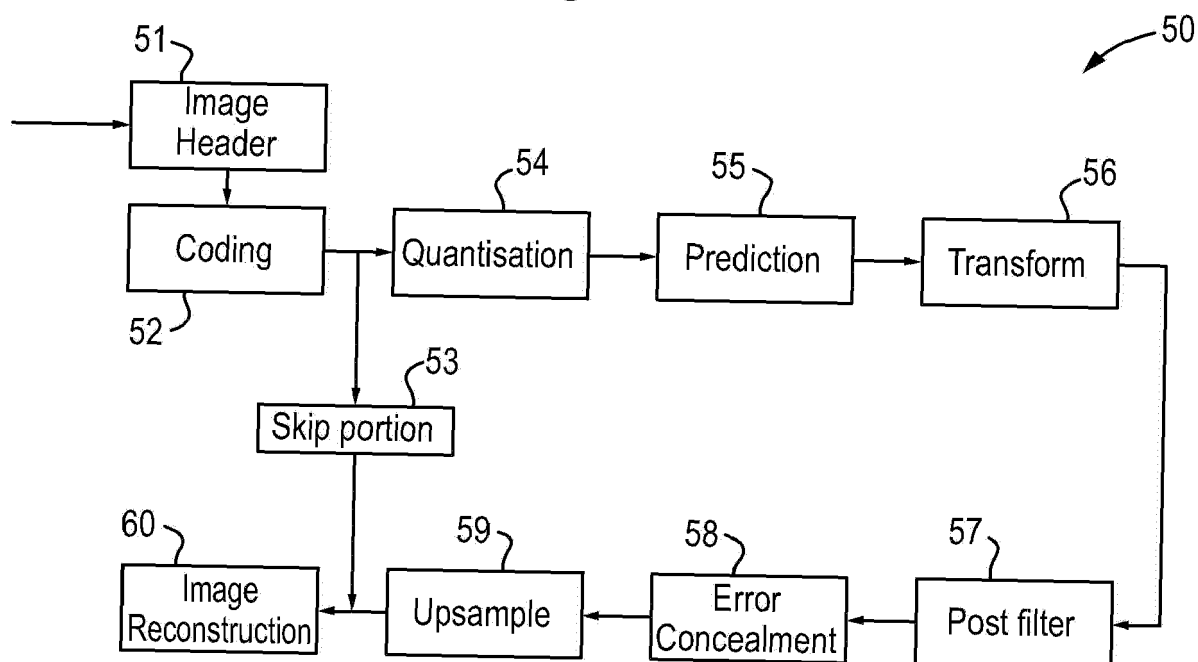 50
51
Image
Header
54
55
56
Coding
Quantisation
Prediction
Transform
52
53
Skip portion
60
59
58
57
Image
Reconstruction
Upsample
Error
Concealment
Post filter